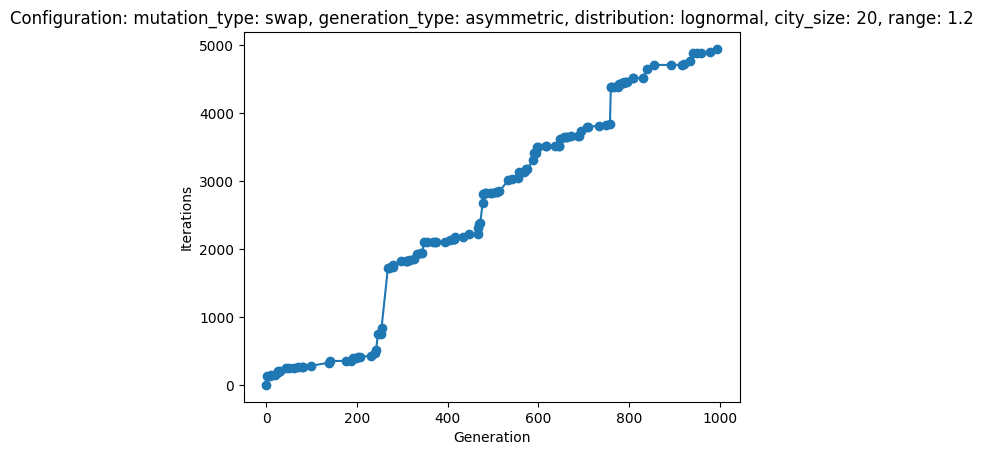 Configuration: mutation_type: swap, generation_type: asymmetric, distribution: lognormal, city_size: 20, range: 1.2
5000
4000
3000
2000
1000
0
Iterations
0 200 400 600 800 1000
Generation